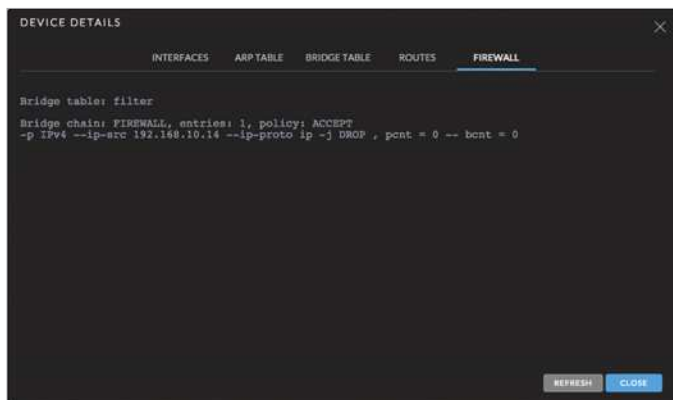 DEVICE DETAILS
INTERFACES ARP TABLE BRIDGE TABLE ROUTES FIREWALL
Bridge table: filter
Bridge chain: FIREWALL, entries: 1, policy: ACCEPT
-p IPv4 --ip-src 192.168.10.14 --ip-proto ip -j DROP , pcnt = 0 -- bcnt = 0
REFRESH CLOSE